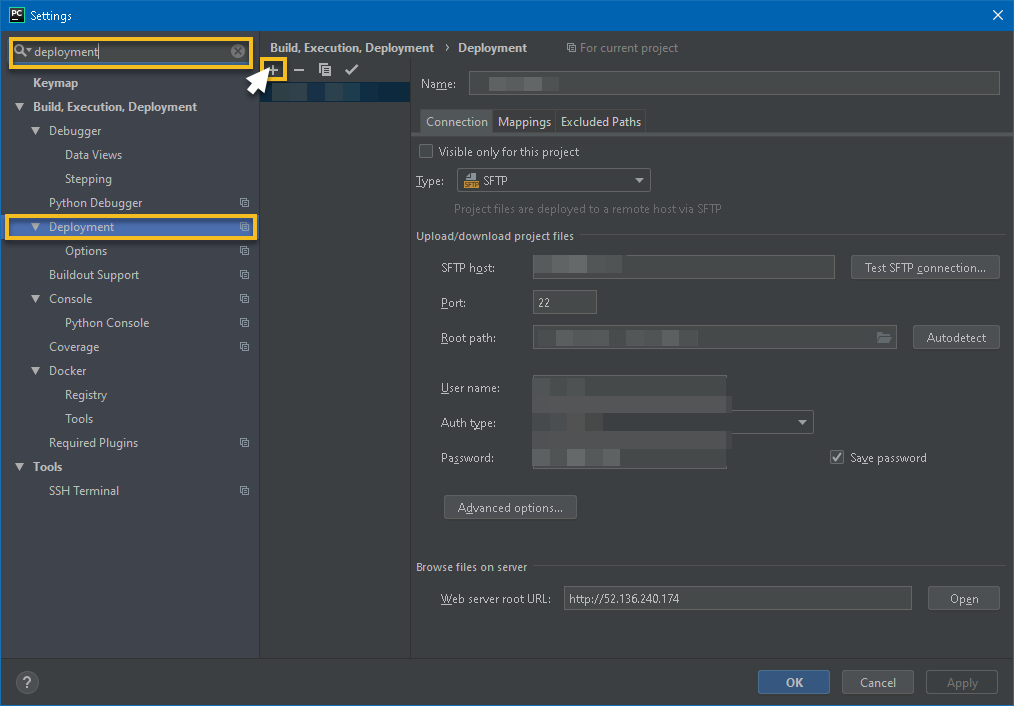 PC Settings
deployment
Keymap
Build, Execution, Deployment
Debugger
Data Views
Stepping
Python Debugger
Deployment
Options
Buildout Support
Console
Python Console
Coverage
Docker
Registry
Tools
Required Plugins
Tools
SSH Terminal
Build, Execution, Deployment › Deployment For current project
Name:
Connection Mappings Excluded Paths
Visible only for this project
Type: SFTP
Project files are deployed to a remote host via SFTP
Upload/download project files
SFTP host: Test SFTP connection...
Port: 22
Root path: Autodetect
User name:
Auth type:
Password: Save password
Advanced options...
Browse files on server
Web server root URL: http://52.136.240.174 Open
? OK Cancel Apply